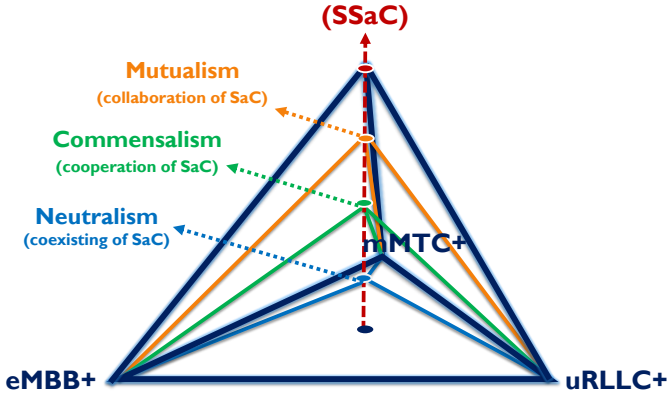 (SSaC)
Mutualism
(collaboration of SaC)
Commensalism
(cooperation of SaC)
Neutralism
(coexisting of SaC)
mMTC+
eMBB+
uRLLC+